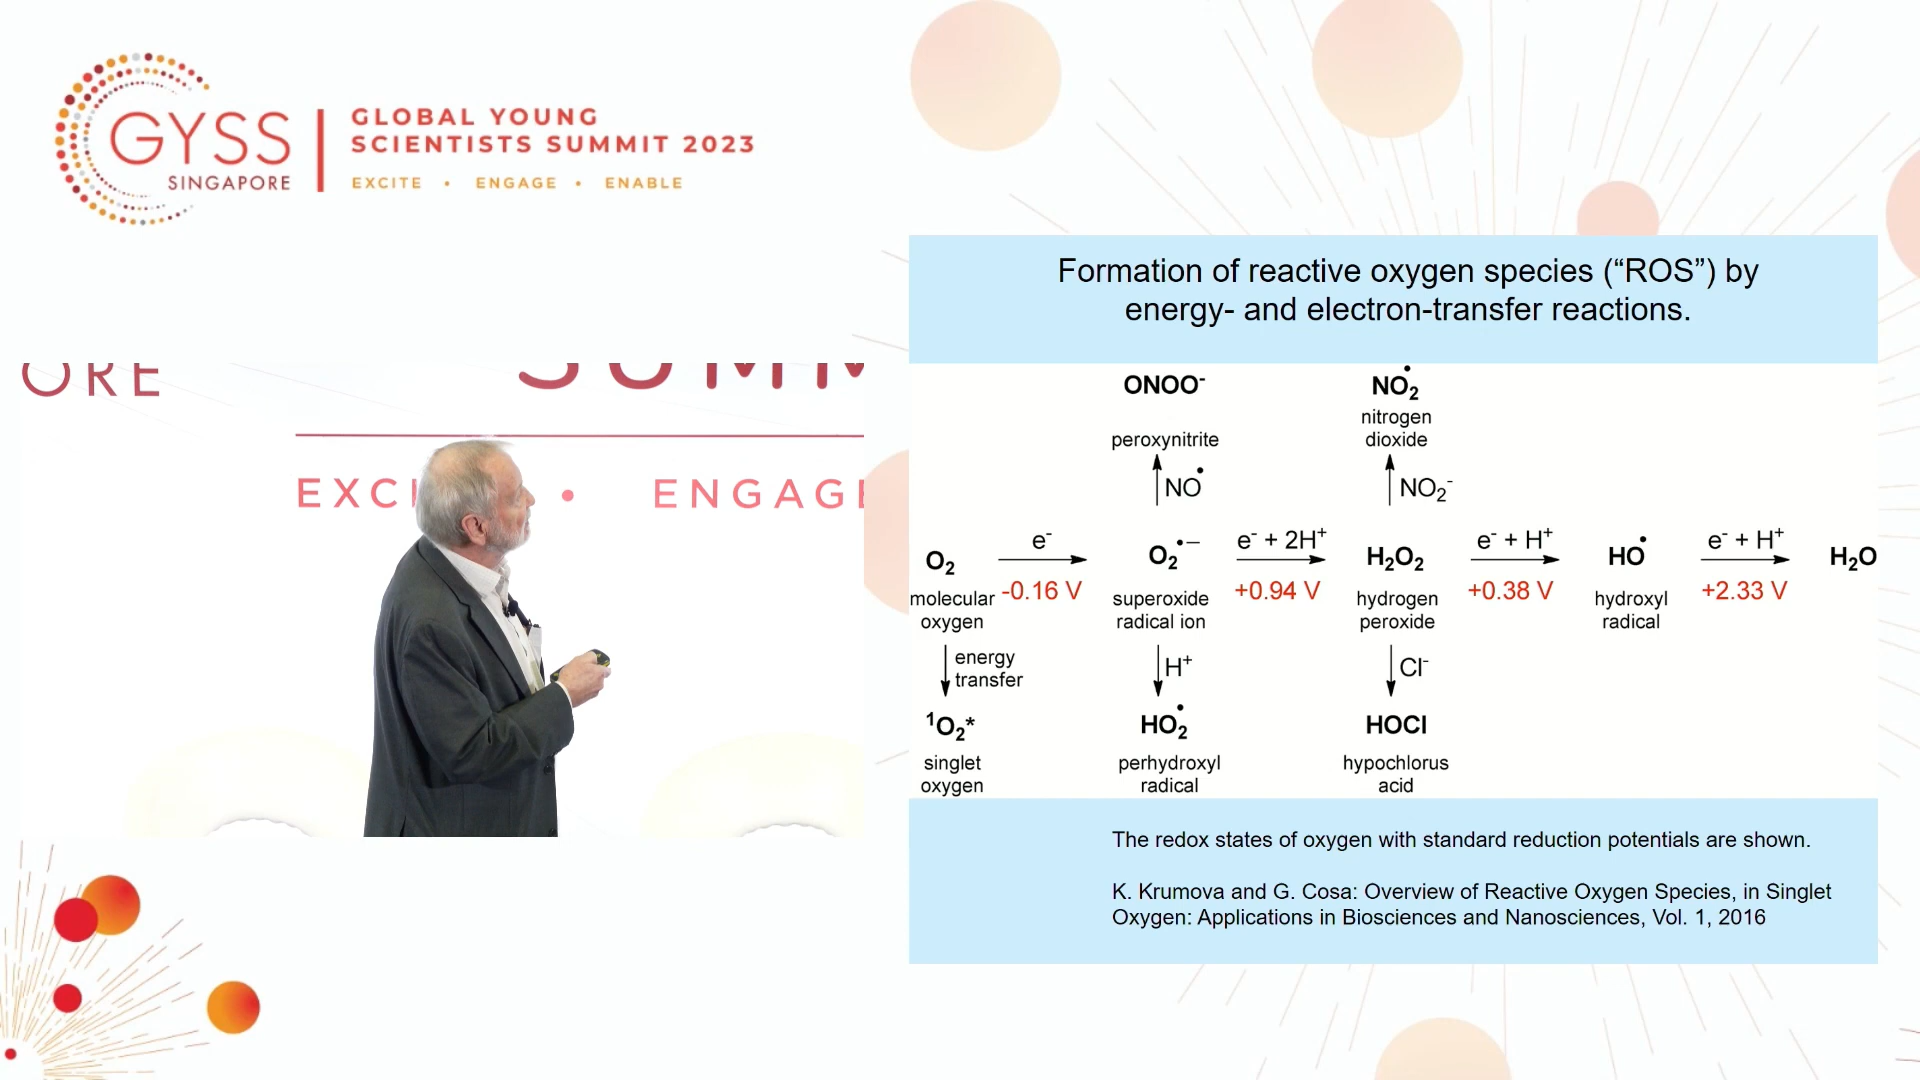 GYSS
SINGAPORE
GLOBAL YOUNG
SCIENTISTS SUMMIT 2023
EXCITE • ENGAGE • ENABLE
ORE
SUMM
EXCI • ENGAGE
Formation of reactive oxygen species (“ROS”) by
energy- and electron-transfer reactions.
ONOO⁻
peroxynitrite
NO•
NO₂•
nitrogen
dioxide
NO₂⁻
O₂
molecular
oxygen
e⁻
-0.16 V
O₂•⁻
superoxide
radical ion
e⁻ + 2H⁺
+0.94 V
H₂O₂
hydrogen
peroxide
e⁻ + H⁺
+0.38 V
HO•
hydroxyl
radical
e⁻ + H⁺
+2.33 V
H₂O
energy
transfer
H⁺
Cl⁻
¹O₂*
singlet
oxygen
HO₂•
perhydroxyl
radical
HOCl
hypochlorus
acid
The redox states of oxygen with standard reduction potentials are shown.
K. Krumova and G. Cosa: Overview of Reactive Oxygen Species, in Singlet
Oxygen: Applications in Biosciences and Nanosciences, Vol. 1, 2016